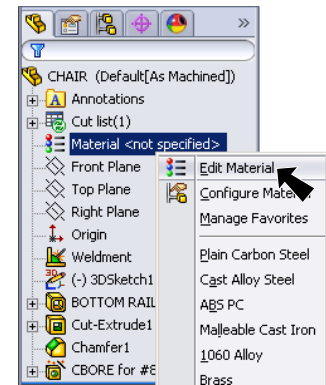 »
CHAIR (Default[As Machined])
Annotations
Cut list(1)
Material <not specified>
Front Plane
Top Plane
Right Plane
Origin
Weldment
(-) 3DSketch1
BOTTOM RAIL
Cut-Extrude1
Chamfer1
CBORE for #8
Edit Material
Configure Mate
Manage Favorites
Plain Carbon Steel
Cast Alloy Steel
ABS PC
Malleable Cast Iron
1060 Alloy
Brass